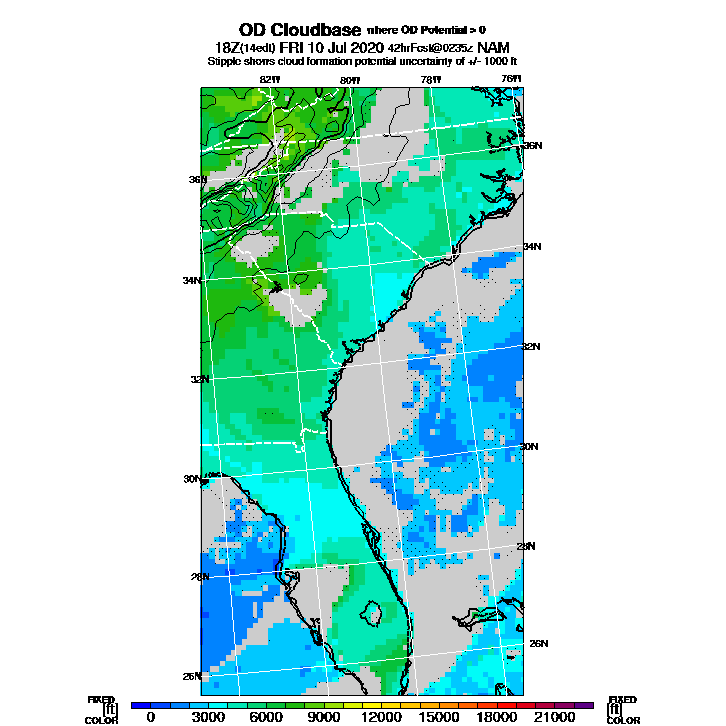 OD Cloudbase where OD Potential > 0
18Z(14edt) FRI 10 Jul 2020 42hrFcst@0235z NAM
Stipple shows cloud formation potential uncertainty of +/- 1000 ft
82W 80W 78W 76W
36N
36N
34N
34N
32N
32N
30N
30N
28N
28N
26N
26N
FIXED FIXED
[ft] [ft]
COLOR COLOR
0 3000 6000 9000 12000 15000 18000 21000